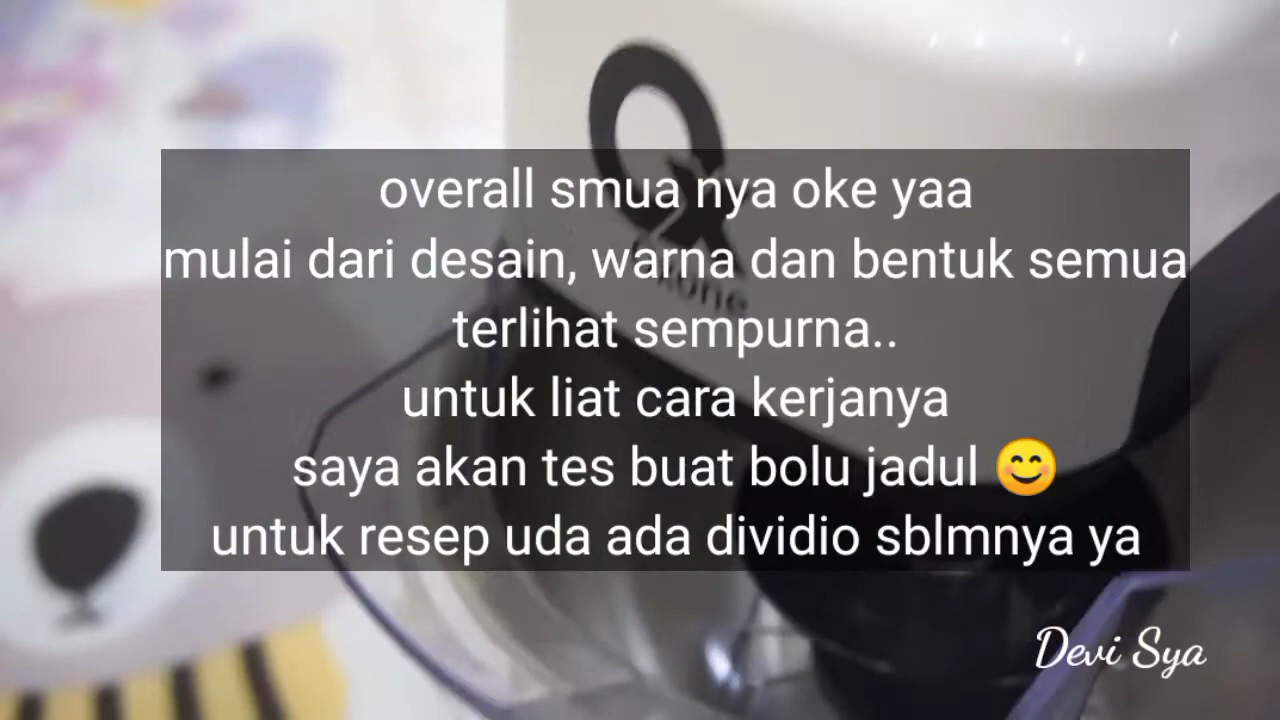 overall smua nya oke yaa
mulai dari desain, warna dan bentuk semua
terlihat sempurna..
untuk liat cara kerjanya
saya akan tes buat bolu jadul 😊
untuk resep uda ada dividio sblmnya ya
Devi Sya